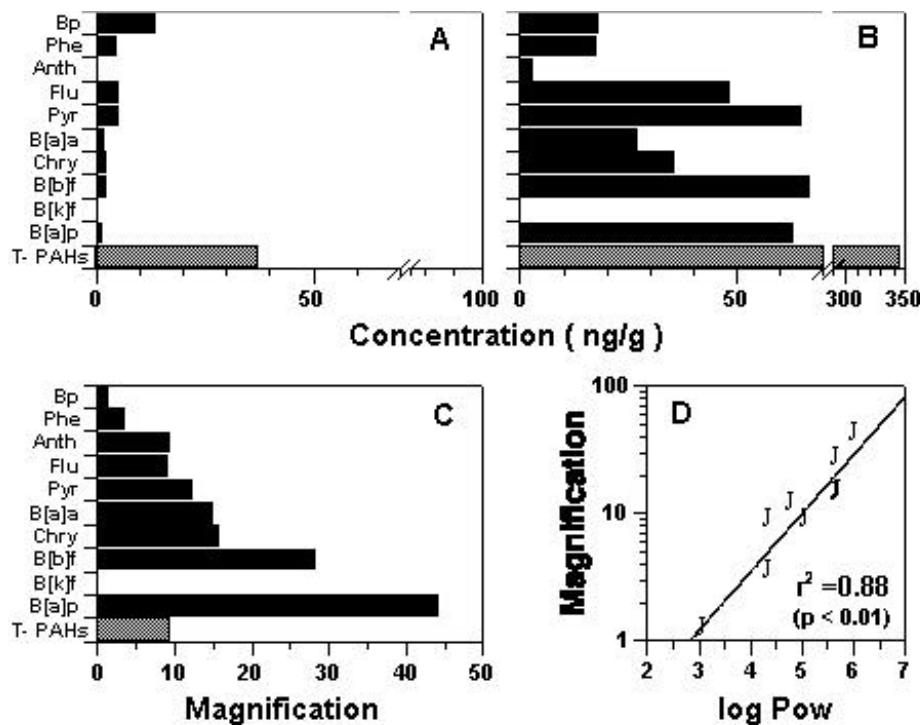 A
Bp
Phe
Anth
Flu
Pyr
B[a]a
Chry
B[b]f
B[k]f
B[a]p
T- PAHs
0 50 100
B
0 50 300 350
Concentration ( ng/g )
C
Bp
Phe
Anth
Flu
Pyr
B[a]a
Chry
B[b]f
B[k]f
B[a]p
T- PAHs
0 10 20 30 40 50
Magnification
D
Magnification
100
10
1
J
J
J
J
J
J
J
J
J
r² =0.88
(p < 0.01)
2 3 4 5 6 7
log Pow